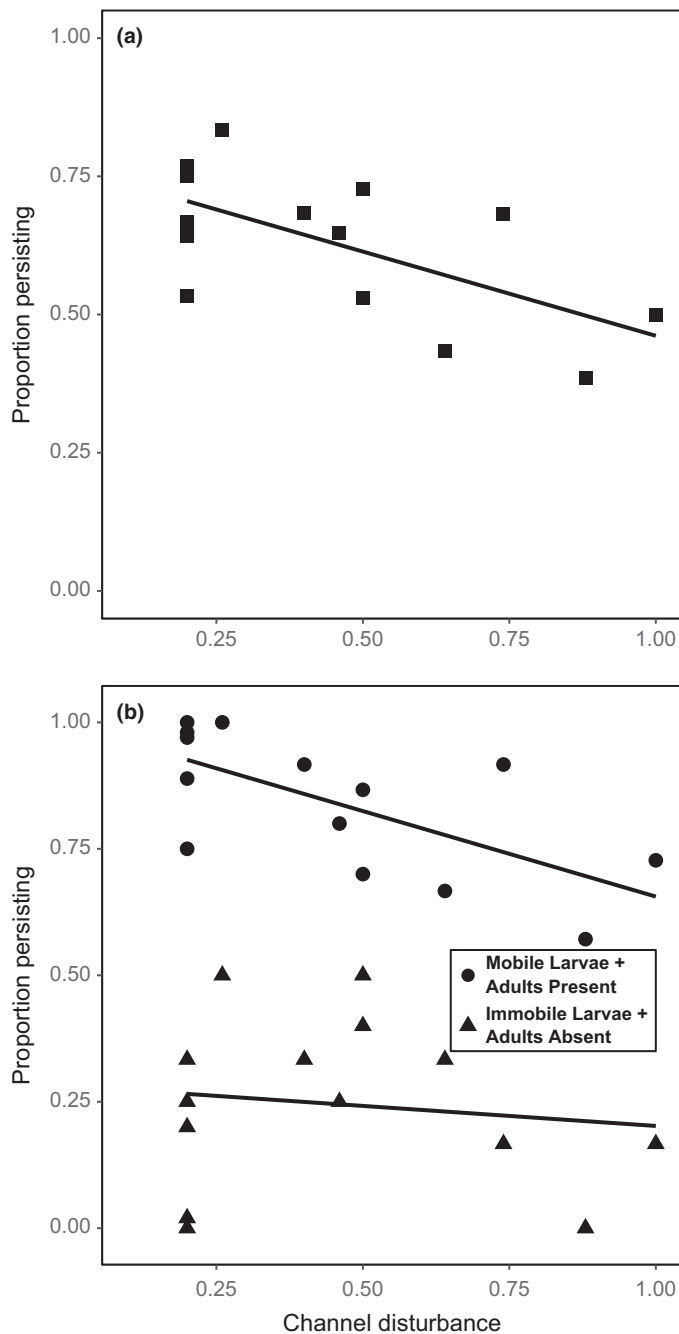 (a)
1.00
0.75
0.50
0.25
0.00
Proportion persisting
0.25 0.50 0.75 1.00
(b)
1.00
0.75
0.50
0.25
0.00
Proportion persisting
Mobile Larvae +
Adults Present
Immobile Larvae +
Adults Absent
0.25 0.50 0.75 1.00
Channel disturbance